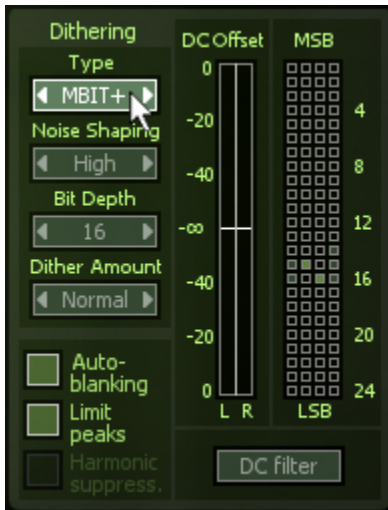 Dithering
Type
MBIT+
Noise Shaping
High
Bit Depth
16
Dither Amount
Normal
Auto-
blanking
Limit
peaks
Harmonic
suppress.
DC Offset
0
-20
-40
-∞
-40
-20
0
L R
MSB
4
8
12
16
20
24
LSB
DC filter